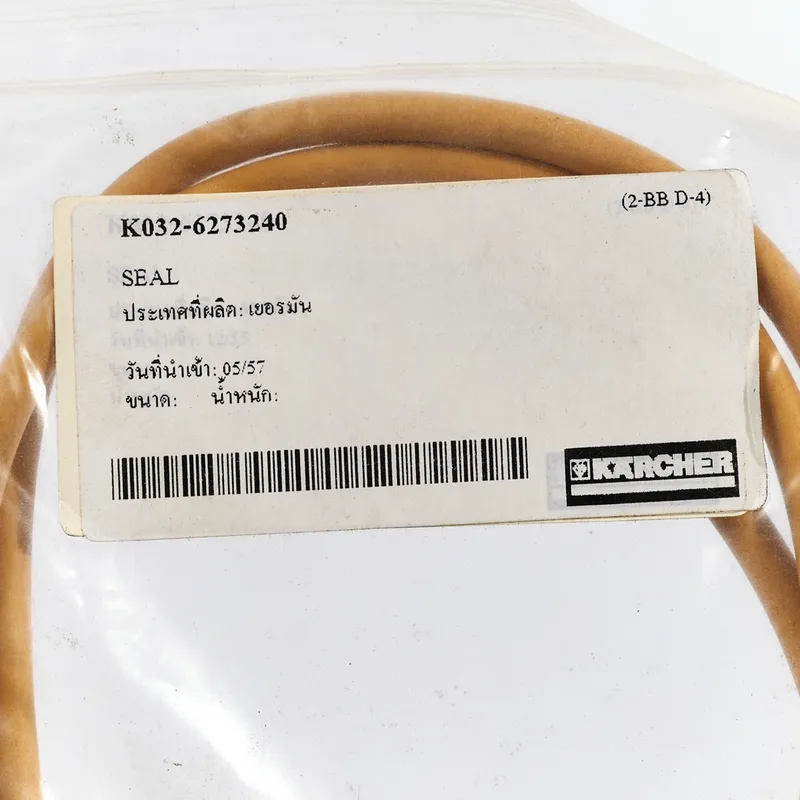 (2-BB D-4)
K032-6273240
SEAL
ประเทศที่ผลิต: เยอรมัน
วันที่นำเข้า: 05/57
ขนาด: น้ำหนัก:
KÄRCHER